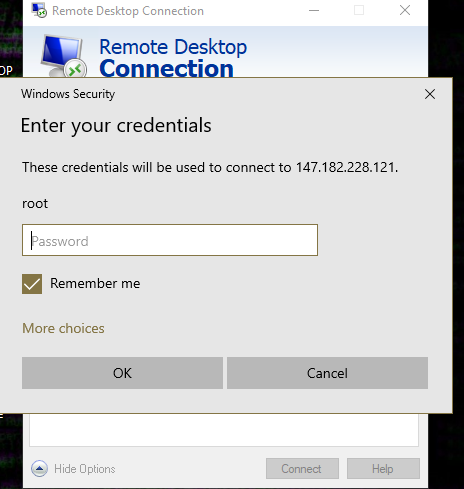 Remote Desktop Connection
Remote Desktop
Connection
OP
Windows Security
Enter your credentials
These credentials will be used to connect to 147.182.228.121.
root
Password
Remember me
More choices
OK
Cancel
Hide Options
Connect
Help